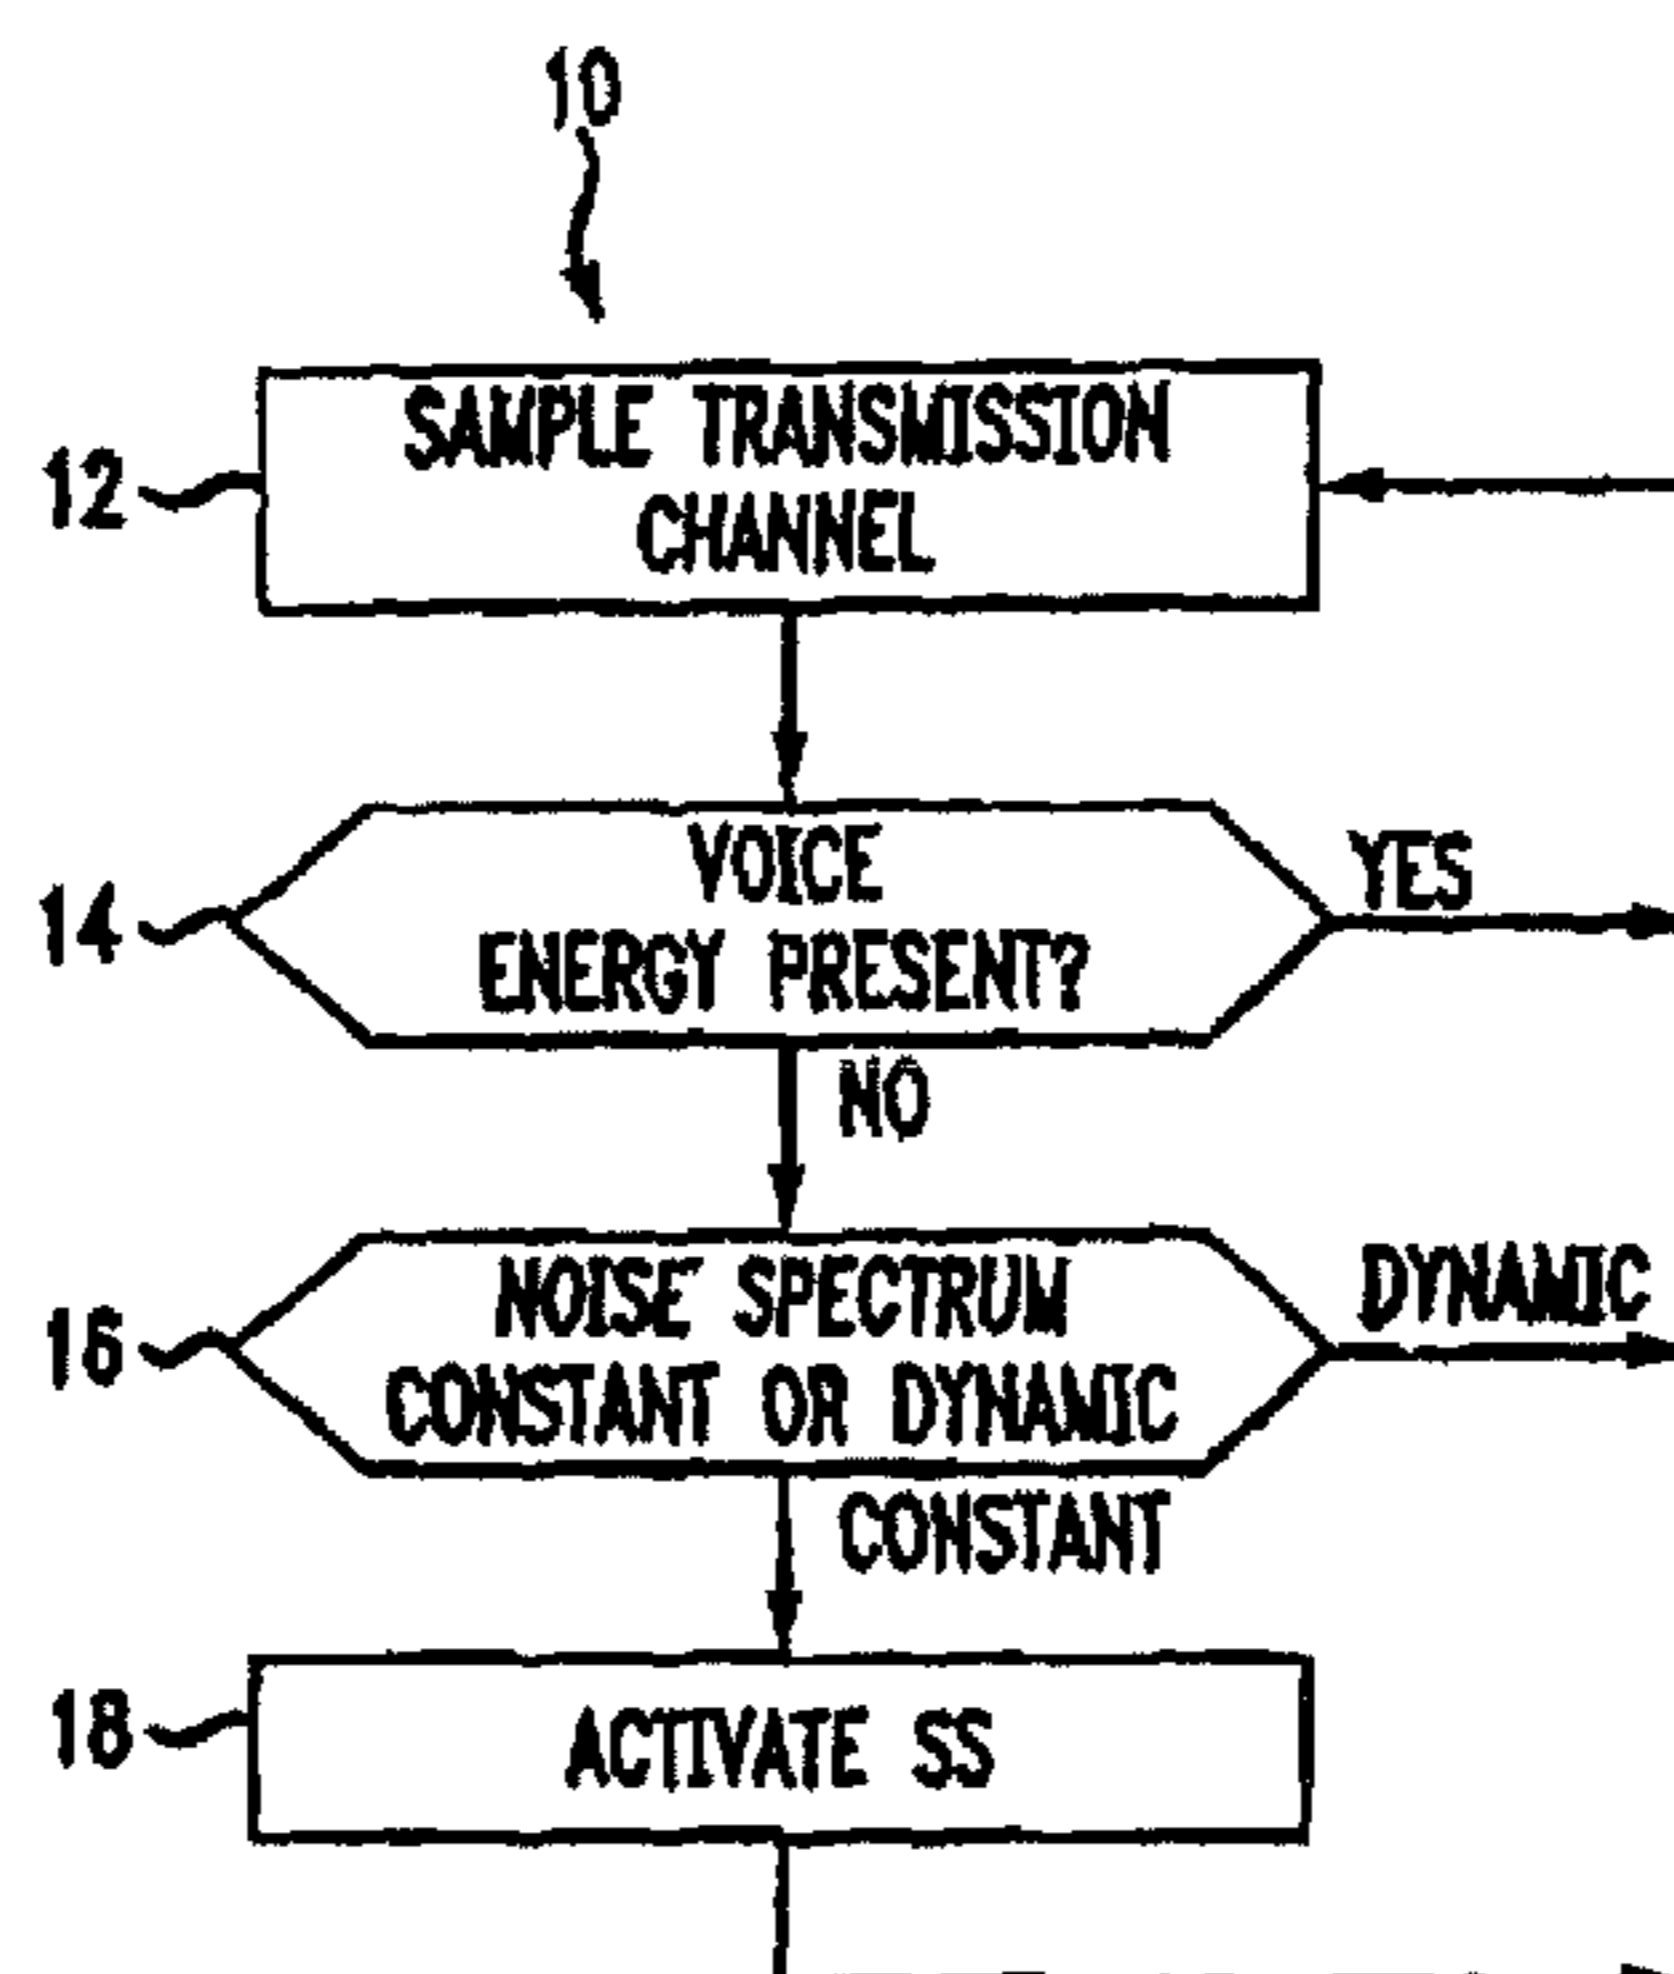 10
12
SAMPLE TRANSMISSION
CHANNEL
14
VOICE
ENERGY PRESENT?
YES
NO
16
NOISE SPECTRUM
CONSTANT OR DYNAMIC
DYNAMIC
CONSTANT
18
ACTIVATE SS